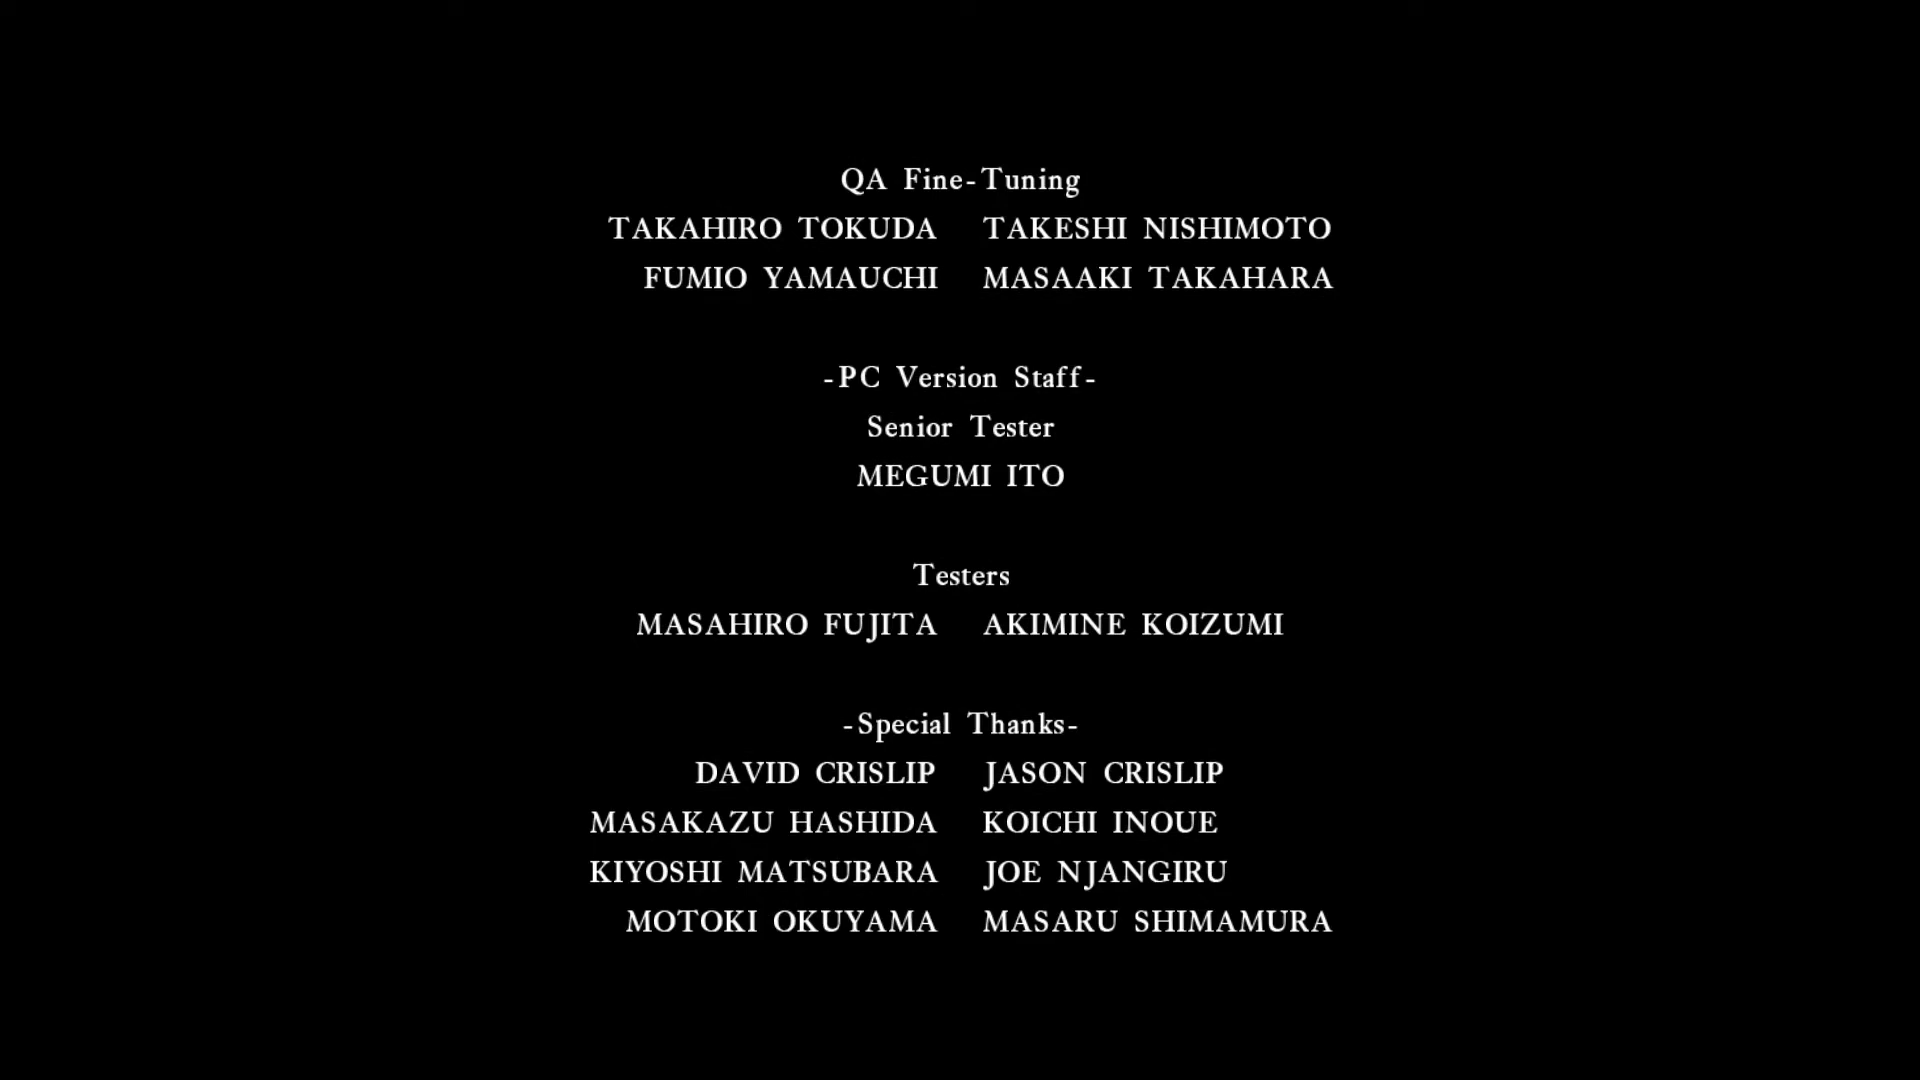 QA Fine-Tuning
TAKAHIRO TOKUDA TAKESHI NISHIMOTO
FUMIO YAMAUCHI MASAAKI TAKAHARA
-PC Version Staff-
Senior Tester
MEGUMI ITO
Testers
MASAHIRO FUJITA AKIMINE KOIZUMI
-Special Thanks-
DAVID CRISLIP JASON CRISLIP
MASAKAZU HASHIDA KOICHI INOUE
KIYOSHI MATSUBARA JOE NJANGIRU
MOTOKI OKUYAMA MASARU SHIMAMURA